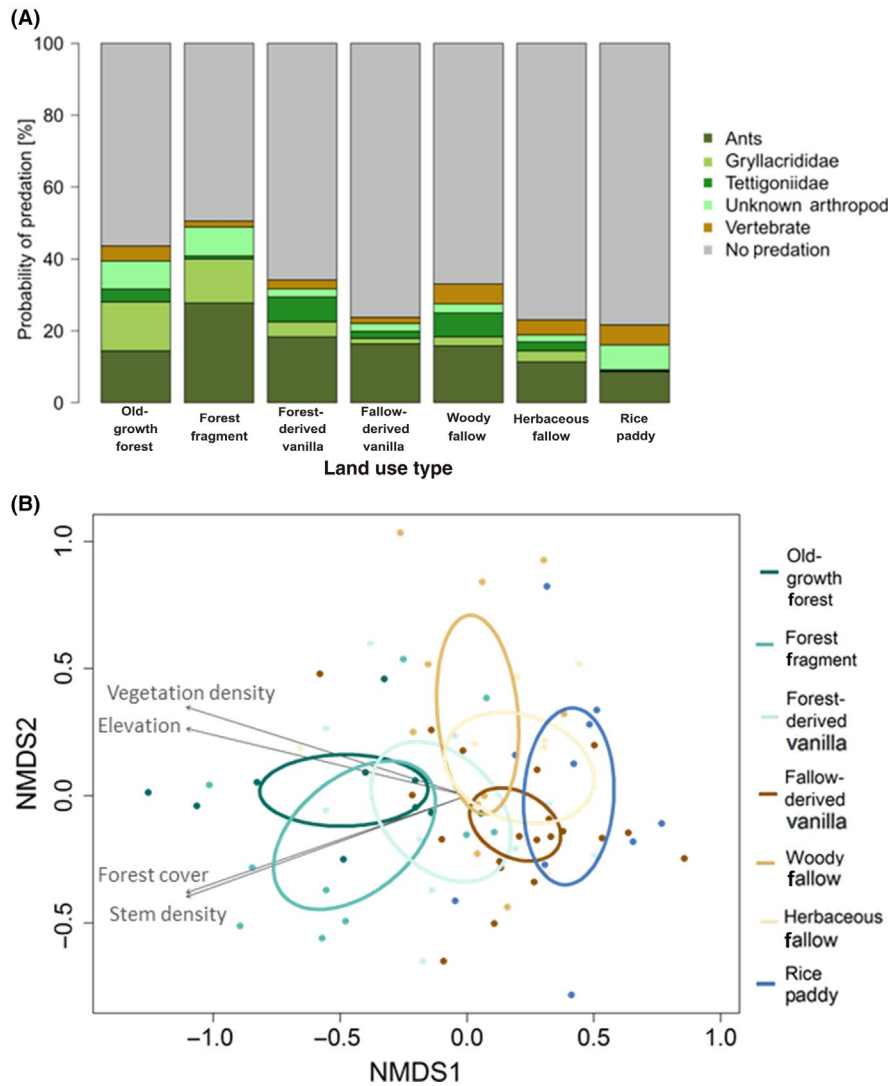 (A)
100
80
60
40
20
0
Probability of predation [%]
Ants
Gryllacrididae
Tettigoniidae
Unknown arthropod
Vertebrate
No predation
Old-
growth
forest
Forest
fragment
Forest-
derived
vanilla
Fallow-
derived
vanilla
Woody
fallow
Herbaceous
fallow
Rice
paddy
Land use type
(B)
1.0
0.5
0.0
−0.5
NMDS2
Vegetation density
Elevation
Forest cover
Stem density
−1.0
−0.5
0.0
0.5
1.0
NMDS1
Old-
growth
forest
Forest
fragment
Forest-
derived
vanilla
Fallow-
derived
vanilla
Woody
fallow
Herbaceous
fallow
Rice
paddy